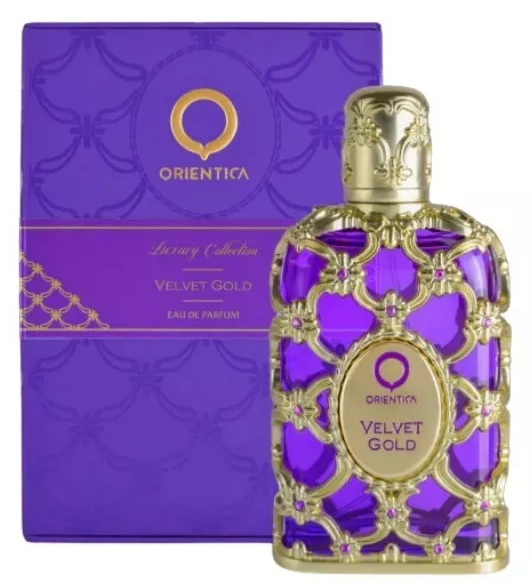 ORIENTICA
Luxury Collection
VELVET GOLD
EAU DE PARFUM
ORIENTICA
VELVET
GOLD